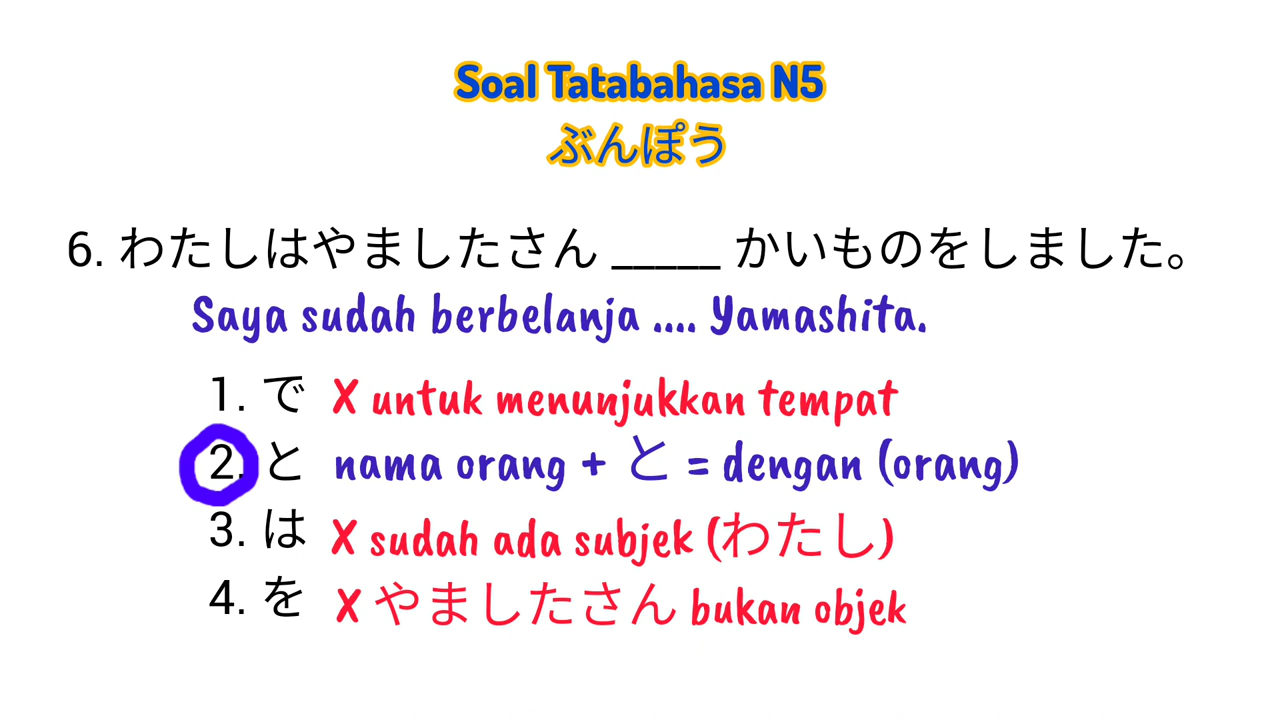 Soal Tatabahasa N5
ぶんぽう
6. わたしはやましたさん _____ かいものをしました。
Saya sudah berbelanja .... Yamashita.
1. で X untuk menunjukkan tempat
2. と nama orang + と = dengan (orang)
3. は X sudah ada subjek (わたし)
4. を X やましたさん bukan objek